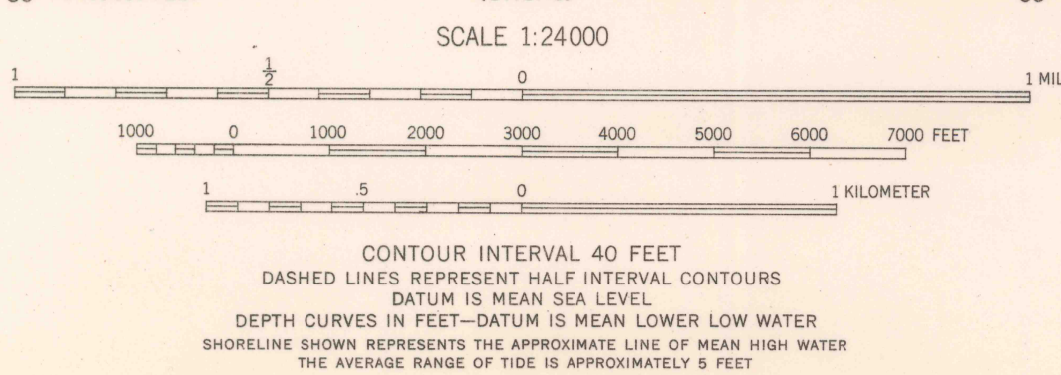 SCALE 1:24000
1 1/2 0 1 MIL
1000 0 1000 2000 3000 4000 5000 6000 7000 FEET
1 .5 0 1 KILOMETER
CONTOUR INTERVAL 40 FEET
DASHED LINES REPRESENT HALF INTERVAL CONTOURS
DATUM IS MEAN SEA LEVEL
DEPTH CURVES IN FEET—DATUM IS MEAN LOWER LOW WATER
SHORELINE SHOWN REPRESENTS THE APPROXIMATE LINE OF MEAN HIGH WATER
THE AVERAGE RANGE OF TIDE IS APPROXIMATELY 5 FEET